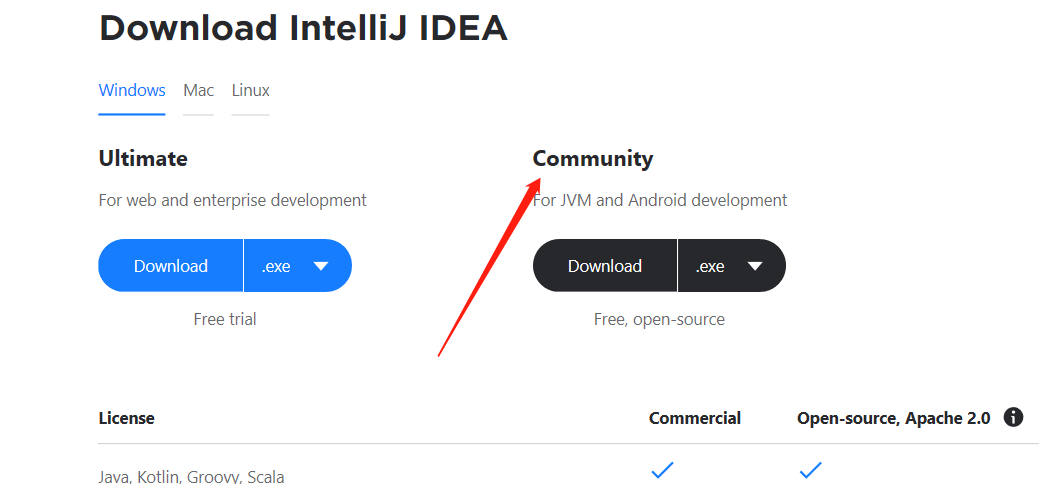 Download IntelliJ IDEA
Windows Mac Linux
Ultimate
For web and enterprise development
Download .exe
Free trial
Community
For JVM and Android development
Download .exe
Free, open-source
License Commercial Open-source, Apache 2.0
Java, Kotlin, Groovy, Scala